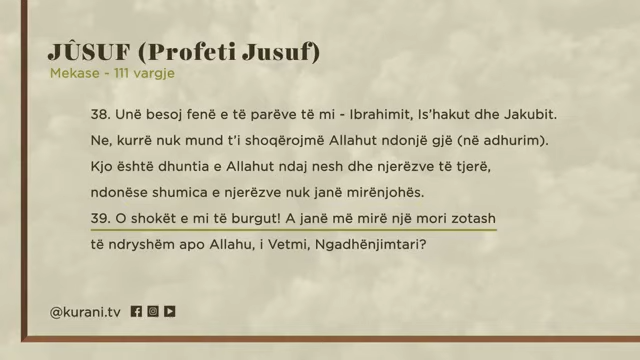 JÛSUF (Profeti Jusuf)
Mekase - 111 vargje
38. Unë besoj fenë e të parëve të mi - Ibrahimit, Is'hakut dhe Jakubit.
Ne, kurrë nuk mund t'i shoqërojmë Allahut ndonjë gjë (në adhurim).
Kjo është dhuntia e Allahut ndaj nesh dhe njerëzve të tjerë,
ndonëse shumica e njerëzve nuk janë mirënjohës.
39. O shokët e mi të burgut! A janë më mirë një mori zotash
të ndryshëm apo Allahu, i Vetmi, Ngadhënjimtari?
@kurani.tv